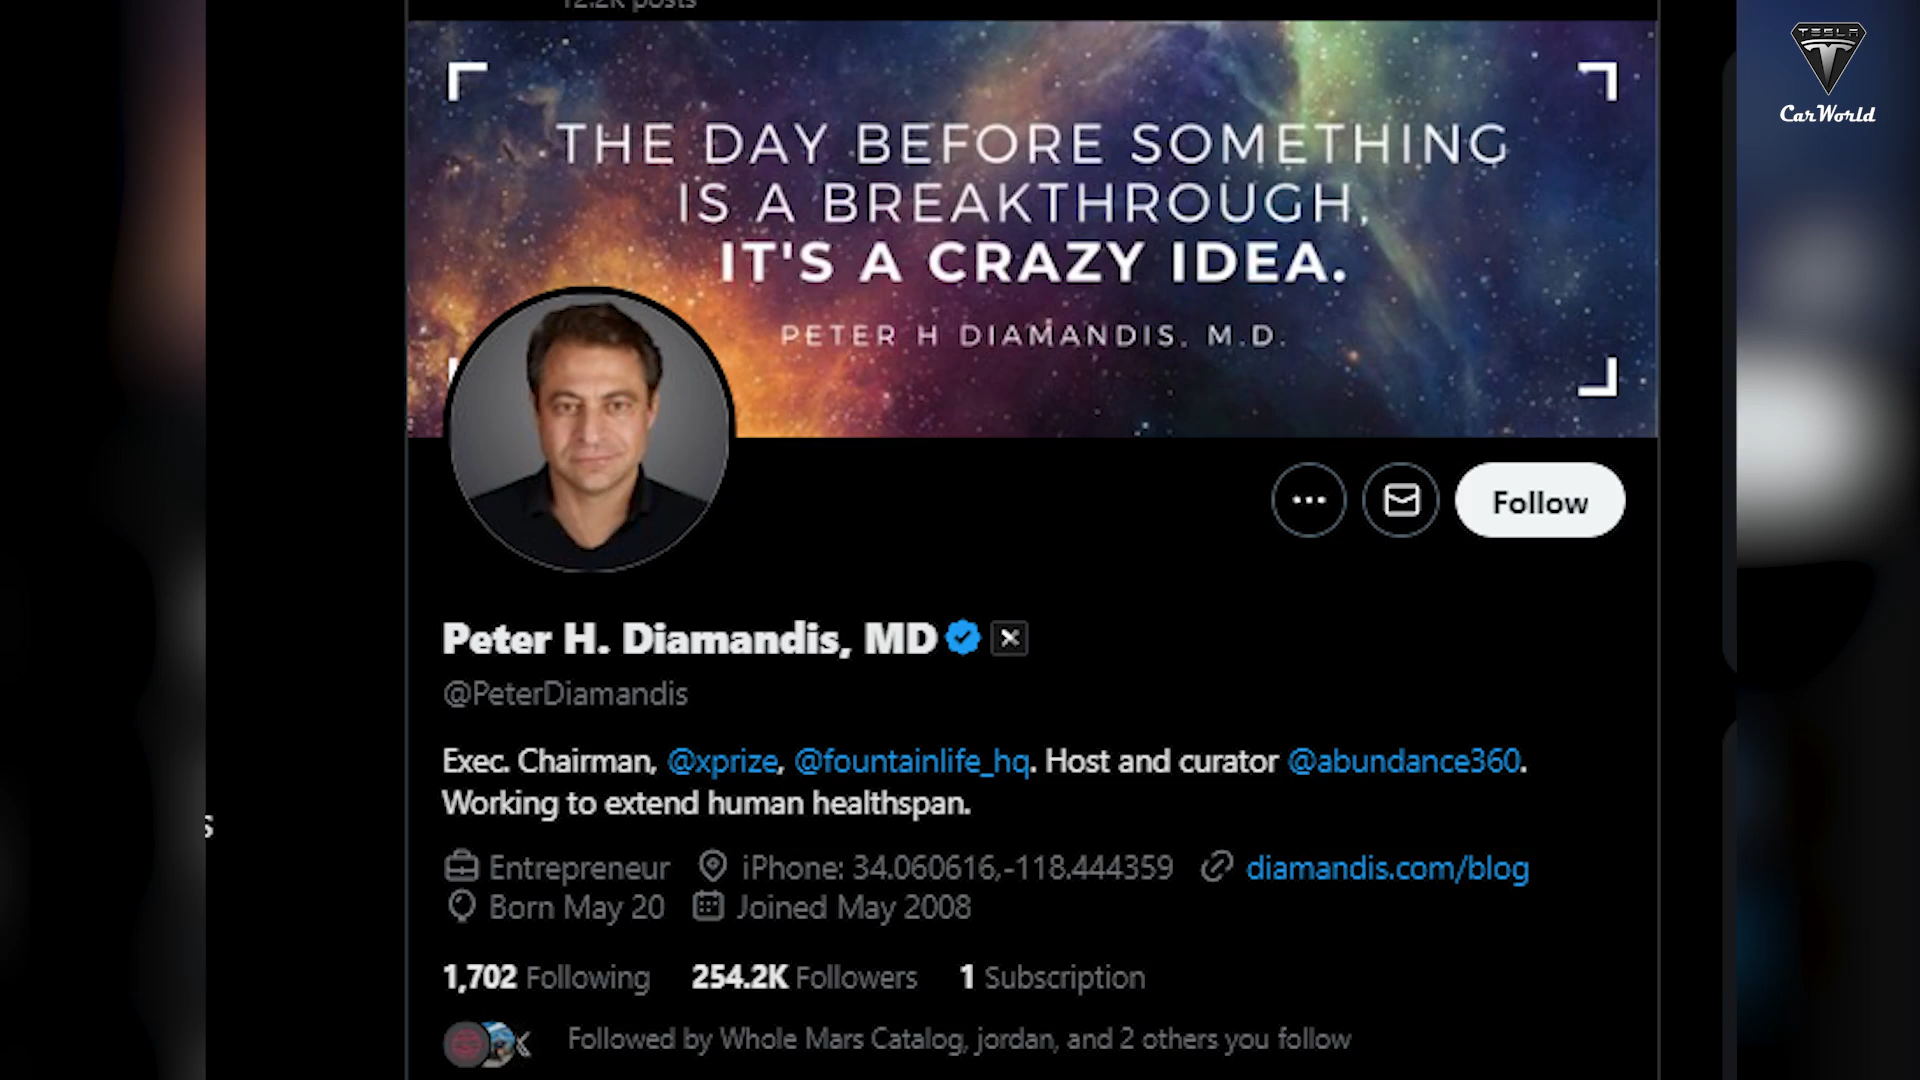 12.2K posts
TESLA
CarWorld
THE DAY BEFORE SOMETHING
IS A BREAKTHROUGH,
IT'S A CRAZY IDEA.
PETER H DIAMANDIS, M.D.
Follow
Peter H. Diamandis, MD
@PeterDiamandis
Exec. Chairman, @xprize, @fountainlife_hq. Host and curator @abundance360.
Working to extend human healthspan.
Entrepreneur iPhone: 34.060616,-118.444359 diamandis.com/blog
Born May 20 Joined May 2008
1,702 Following 254.2K Followers 1 Subscription
Followed by Whole Mars Catalog, jordan, and 2 others you follow